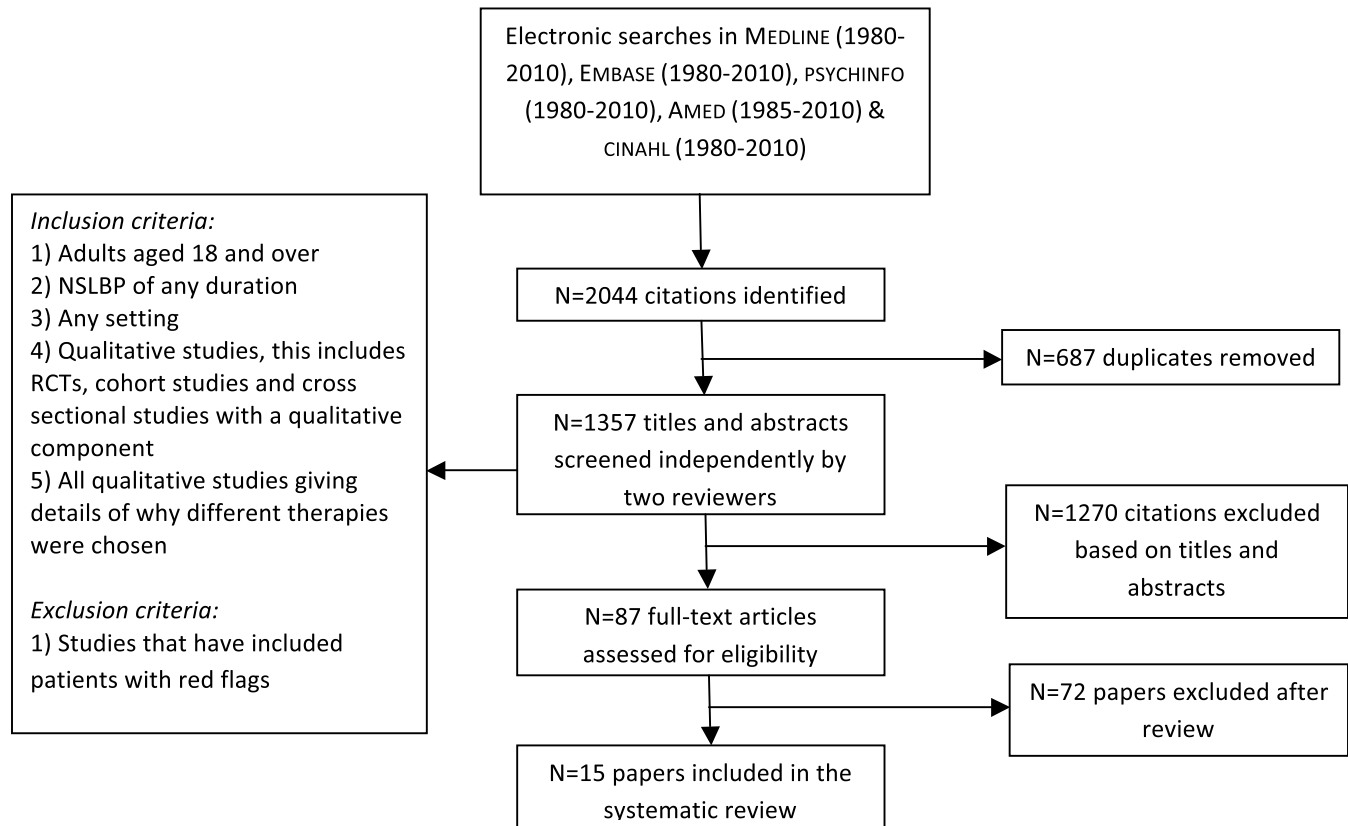 Electronic searches in MEDLINE (1980-
2010), EMBASE (1980-2010), PSYCHINFO
(1980-2010), AMED (1985-2010) &
CINAHL (1980-2010)
N=2044 citations identified
N=687 duplicates removed
N=1357 titles and abstracts
screened independently by
two reviewers
Inclusion criteria:
1) Adults aged 18 and over
2) NSLBP of any duration
3) Any setting
4) Qualitative studies, this includes
RCTs, cohort studies and cross
sectional studies with a qualitative
component
5) All qualitative studies giving
details of why different therapies
were chosen
Exclusion criteria:
1) Studies that have included
patients with red flags
N=1270 citations excluded
based on titles and
abstracts
N=87 full-text articles
assessed for eligibility
N=72 papers excluded after
review
N=15 papers included in the
systematic review